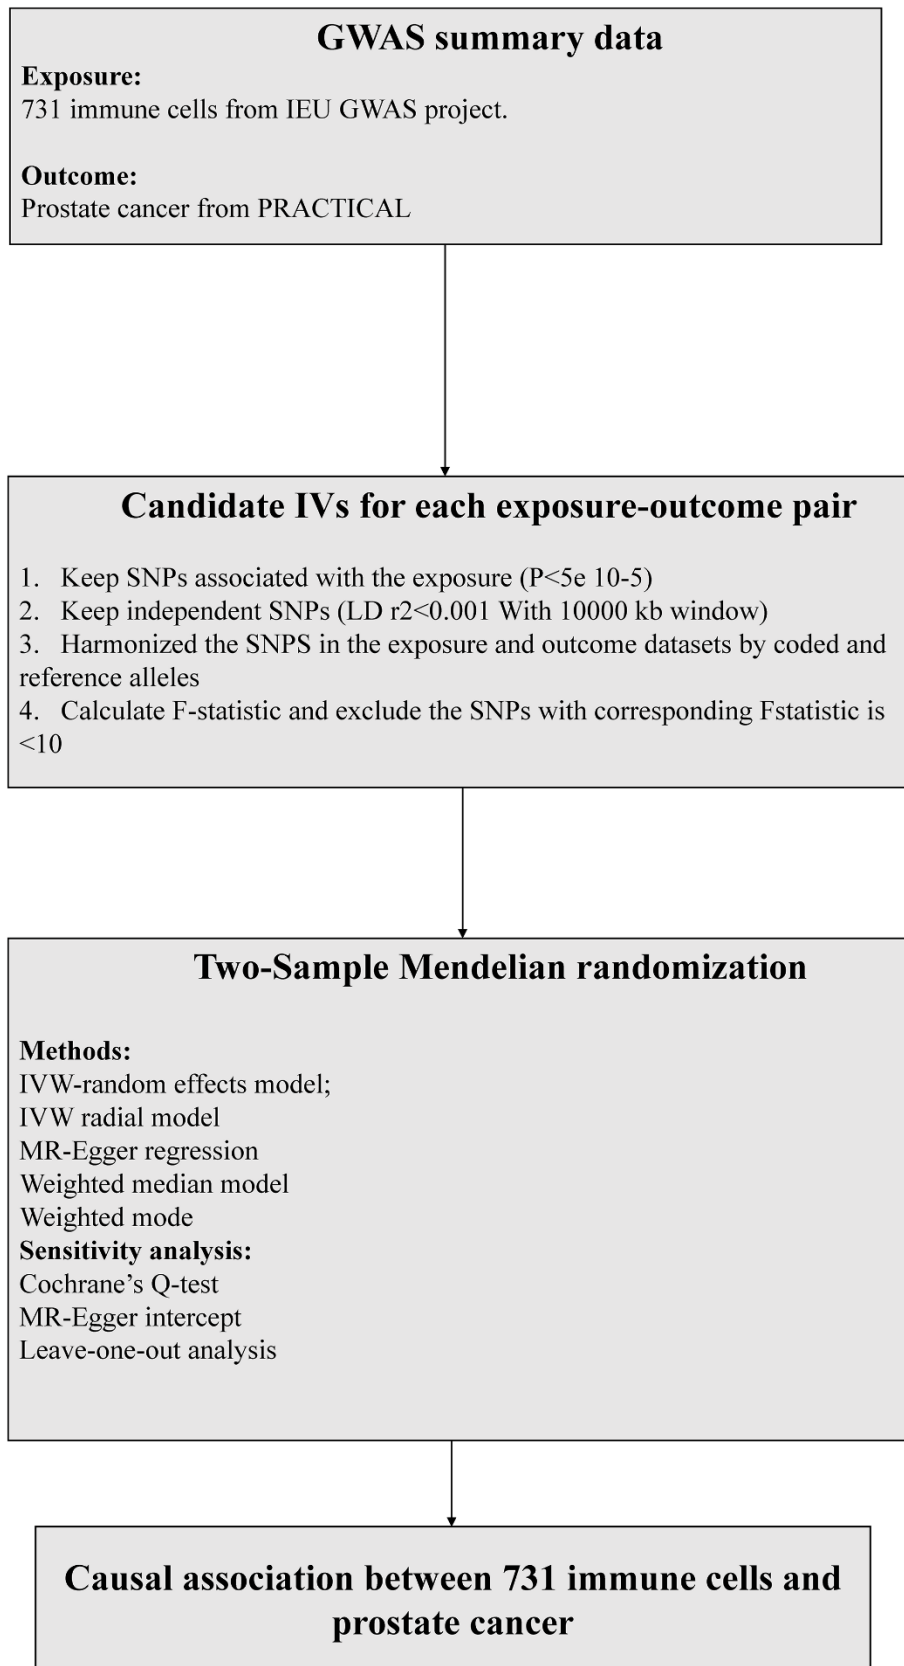 GWAS summary data
Exposure:
731 immune cells from IEU GWAS project.
Outcome:
Prostate cancer from PRACTICAL
Candidate IVs for each exposure-outcome pair
1. Keep SNPs associated with the exposure (P<5e 10-5)
2. Keep independent SNPs (LD r2<0.001 With 10000 kb window)
3. Harmonized the SNPS in the exposure and outcome datasets by coded and
reference alleles
4. Calculate F-statistic and exclude the SNPs with corresponding Fstatistic is
<10
Two-Sample Mendelian randomization
Methods:
IVW-random effects model;
IVW radial model
MR-Egger regression
Weighted median model
Weighted mode
Sensitivity analysis:
Cochrane’s Q-test
MR-Egger intercept
Leave-one-out analysis
Causal association between 731 immune cells and
prostate cancer